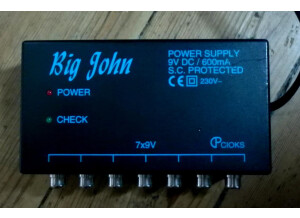 Big John
POWER SUPPLY
9V DC / 600mA
S.C. PROTECTED
CE 230V~
POWER
CHECK
7x9V
CIOKS